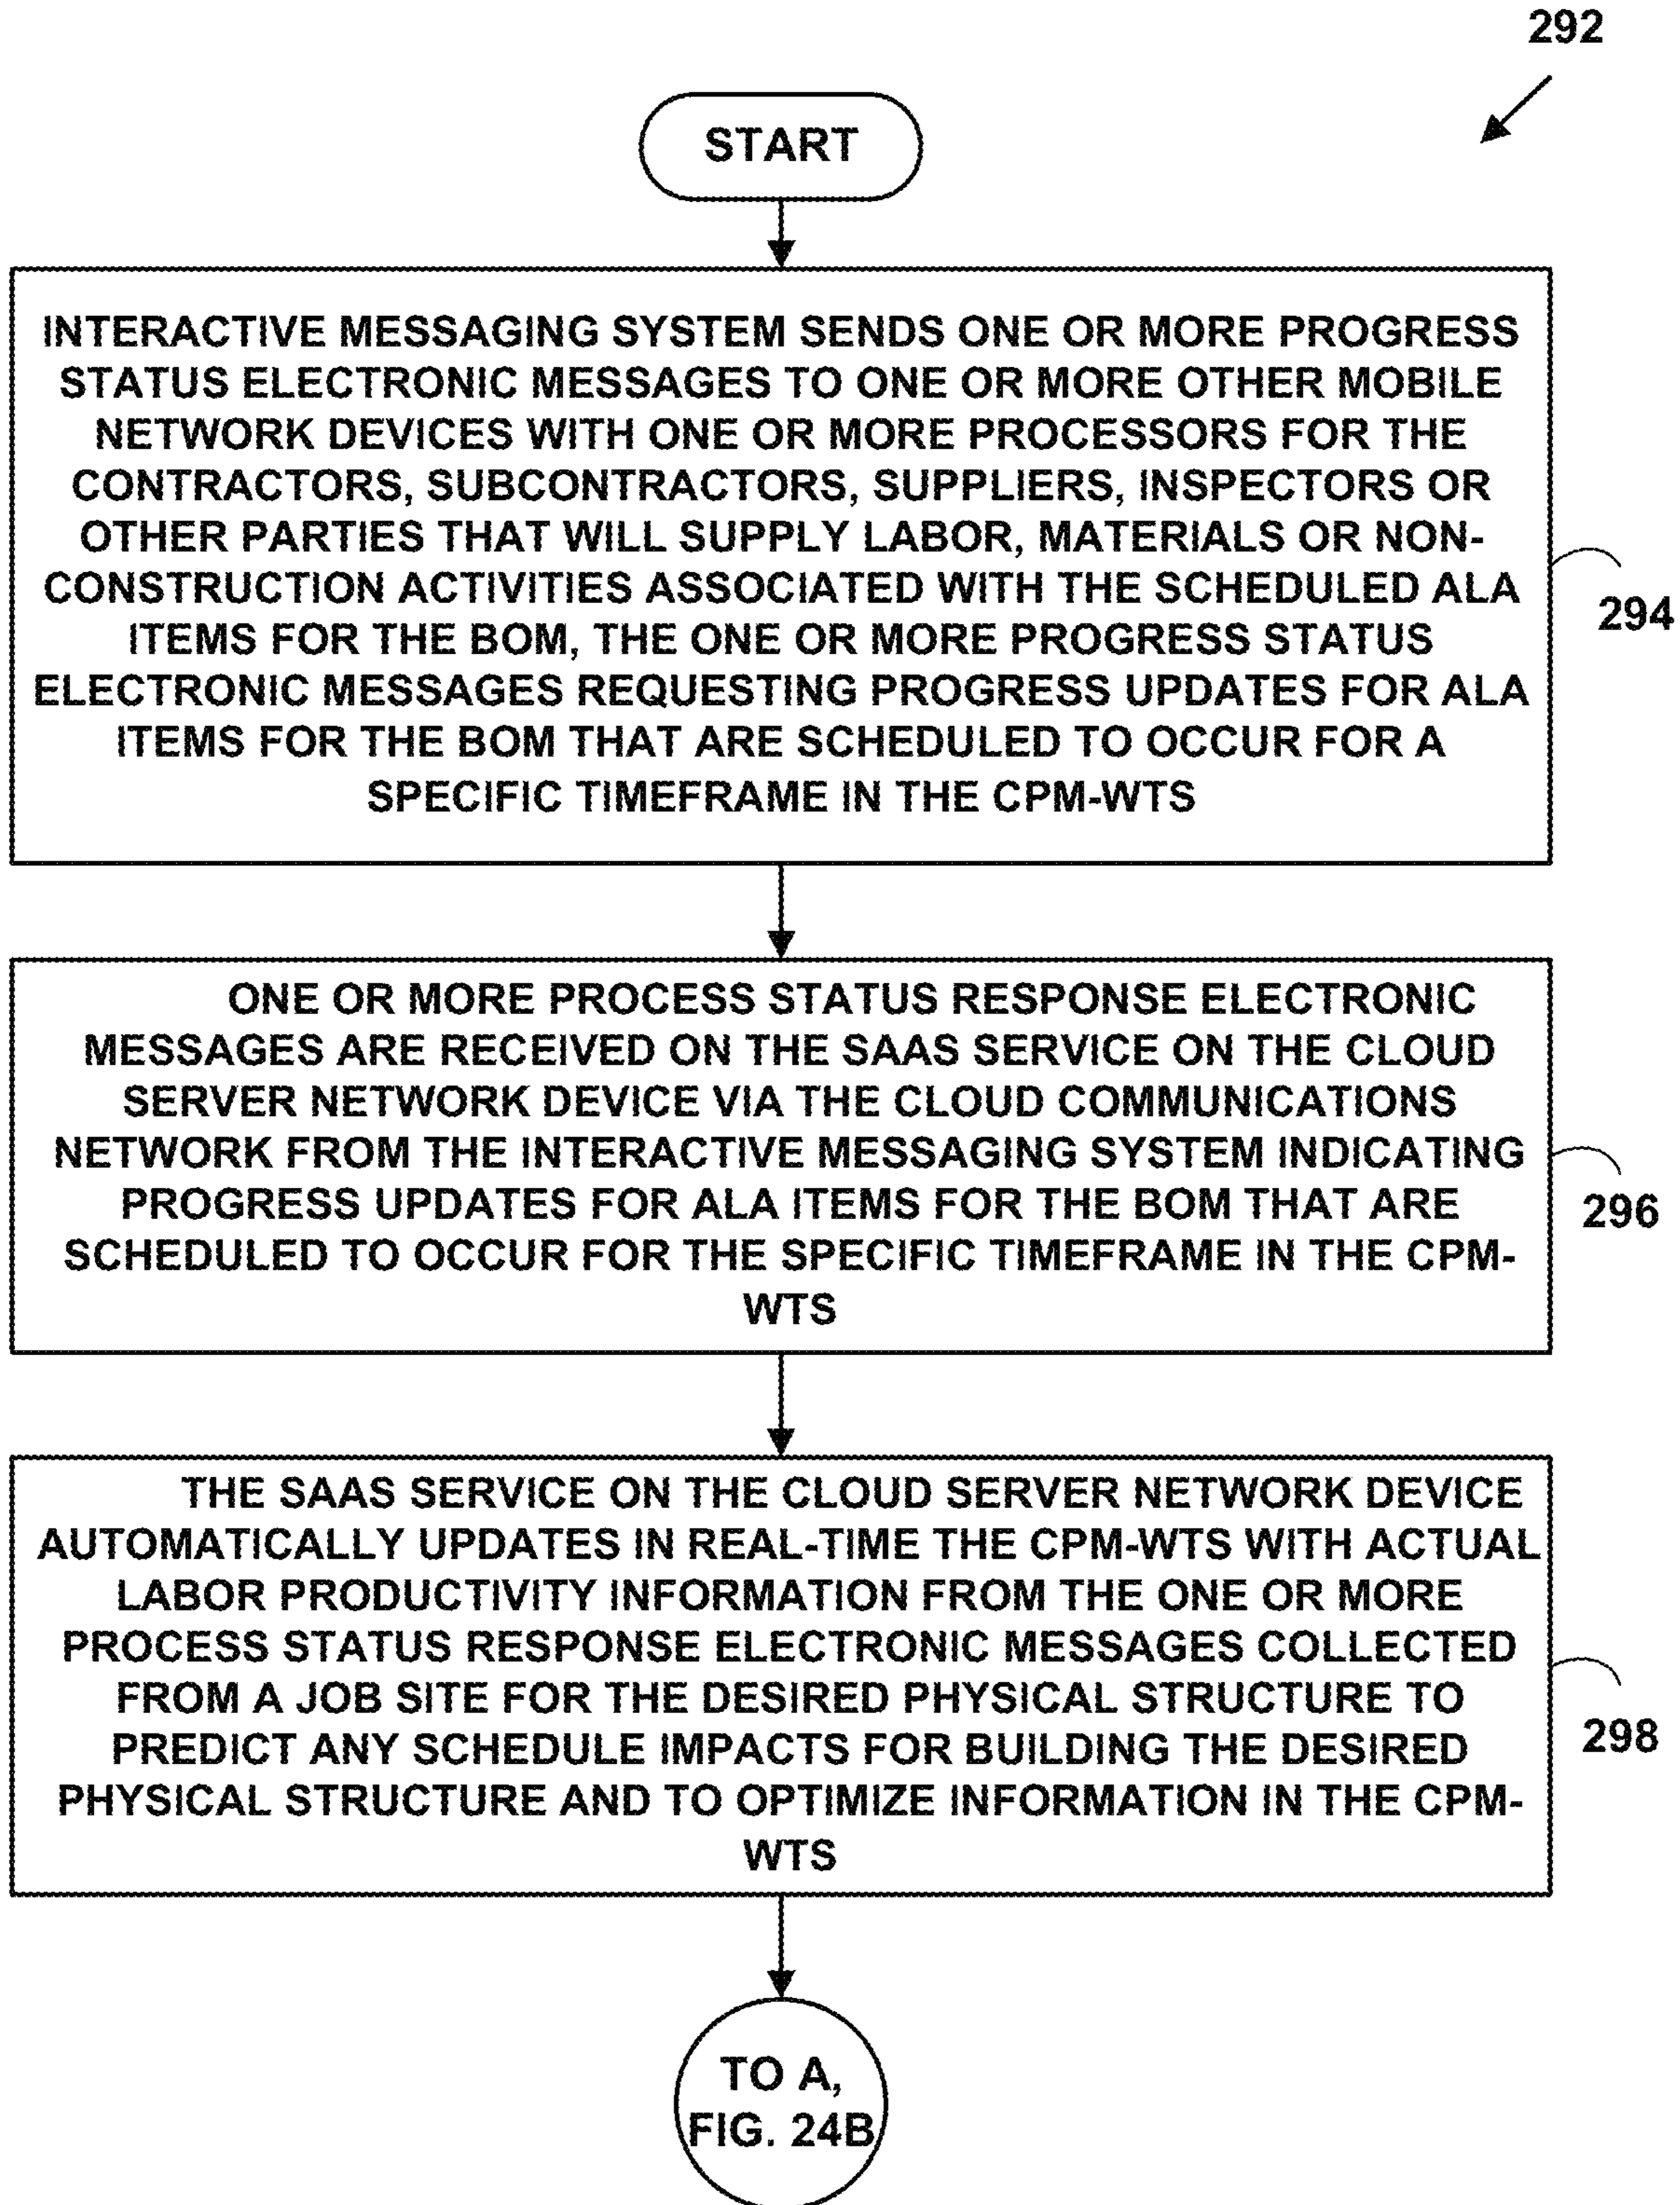 292
START
INTERACTIVE MESSAGING SYSTEM SENDS ONE OR MORE PROGRESS
STATUS ELECTRONIC MESSAGES TO ONE OR MORE OTHER MOBILE
NETWORK DEVICES WITH ONE OR MORE PROCESSORS FOR THE
CONTRACTORS, SUBCONTRACTORS, SUPPLIERS, INSPECTORS OR
OTHER PARTIES THAT WILL SUPPLY LABOR, MATERIALS OR NON-
CONSTRUCTION ACTIVITIES ASSOCIATED WITH THE SCHEDULED ALA
ITEMS FOR THE BOM, THE ONE OR MORE PROGRESS STATUS
ELECTRONIC MESSAGES REQUESTING PROGRESS UPDATES FOR ALA
ITEMS FOR THE BOM THAT ARE SCHEDULED TO OCCUR FOR A
SPECIFIC TIMEFRAME IN THE CPM-WTS
294
ONE OR MORE PROCESS STATUS RESPONSE ELECTRONIC
MESSAGES ARE RECEIVED ON THE SAAS SERVICE ON THE CLOUD
SERVER NETWORK DEVICE VIA THE CLOUD COMMUNICATIONS
NETWORK FROM THE INTERACTIVE MESSAGING SYSTEM INDICATING
PROGRESS UPDATES FOR ALA ITEMS FOR THE BOM THAT ARE
SCHEDULED TO OCCUR FOR THE SPECIFIC TIMEFRAME IN THE CPM-
WTS
296
THE SAAS SERVICE ON THE CLOUD SERVER NETWORK DEVICE
AUTOMATICALLY UPDATES IN REAL-TIME THE CPM-WTS WITH ACTUAL
LABOR PRODUCTIVITY INFORMATION FROM THE ONE OR MORE
PROCESS STATUS RESPONSE ELECTRONIC MESSAGES COLLECTED
FROM A JOB SITE FOR THE DESIRED PHYSICAL STRUCTURE TO
PREDICT ANY SCHEDULE IMPACTS FOR BUILDING THE DESIRED
PHYSICAL STRUCTURE AND TO OPTIMIZE INFORMATION IN THE CPM-
WTS
298
TO A,
FIG. 24B